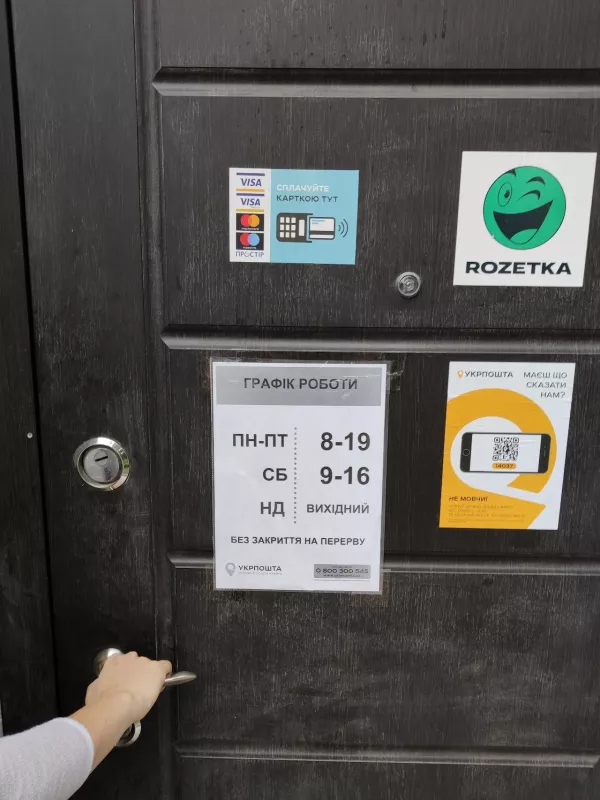 VISA
VISA
ПРОСТІР
СПЛАЧУЙТЕ
КАРТКОЮ ТУТ
ROZETKA
ГРАФІК РОБОТИ
ПН-ПТ 8-19
СБ 9-16
НД ВИХІДНИЙ
БЕЗ ЗАКРИТТЯ НА ПЕРЕРВУ
УКРПОШТА
0 800 300 545
УКРПОШТА
МАЄШ ЩО
СКАЗАТИ
НАМ?
14037
НЕ МОВЧИ!